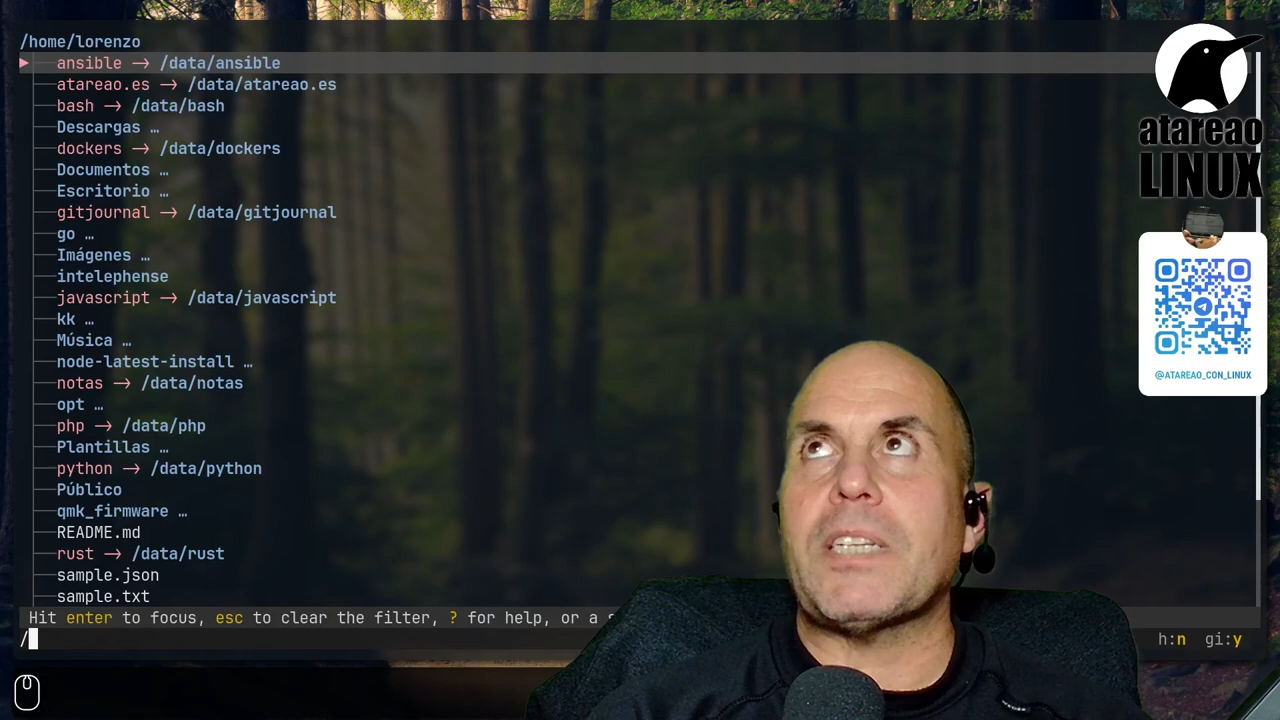 /home/lorenzo
ansible → /data/ansible
atareao.es → /data/atareao.es
bash → /data/bash
Descargas …
dockers → /data/dockers
Documentos …
Escritorio …
gitjournal → /data/gitjournal
go …
Imágenes …
intelephense
javascript → /data/javascript
kk …
Música …
node-latest-install …
notas → /data/notas
opt …
php → /data/php
Plantillas …
python → /data/python
Público
qmk_firmware …
README.md
rust → /data/rust
sample.json
sample.txt
Hit enter to focus, esc to clear the filter, ? for help, or a s
/
h:n gi:y
atareao
LINUX
@ATAREAO_CON_LINUX